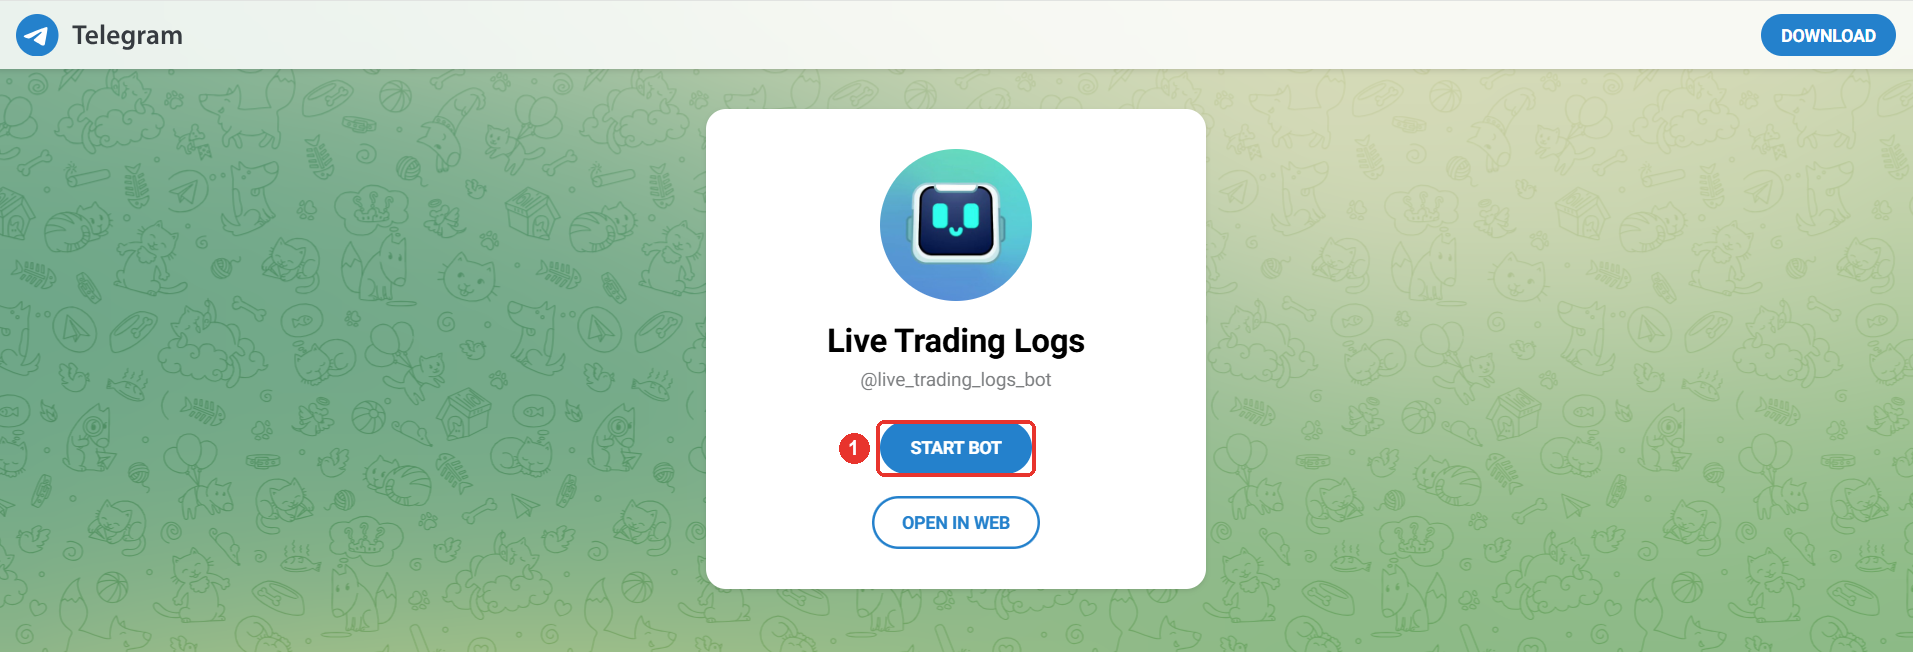 Telegram
DOWNLOAD
Live Trading Logs
@live_trading_logs_bot
1
START BOT
OPEN IN WEB